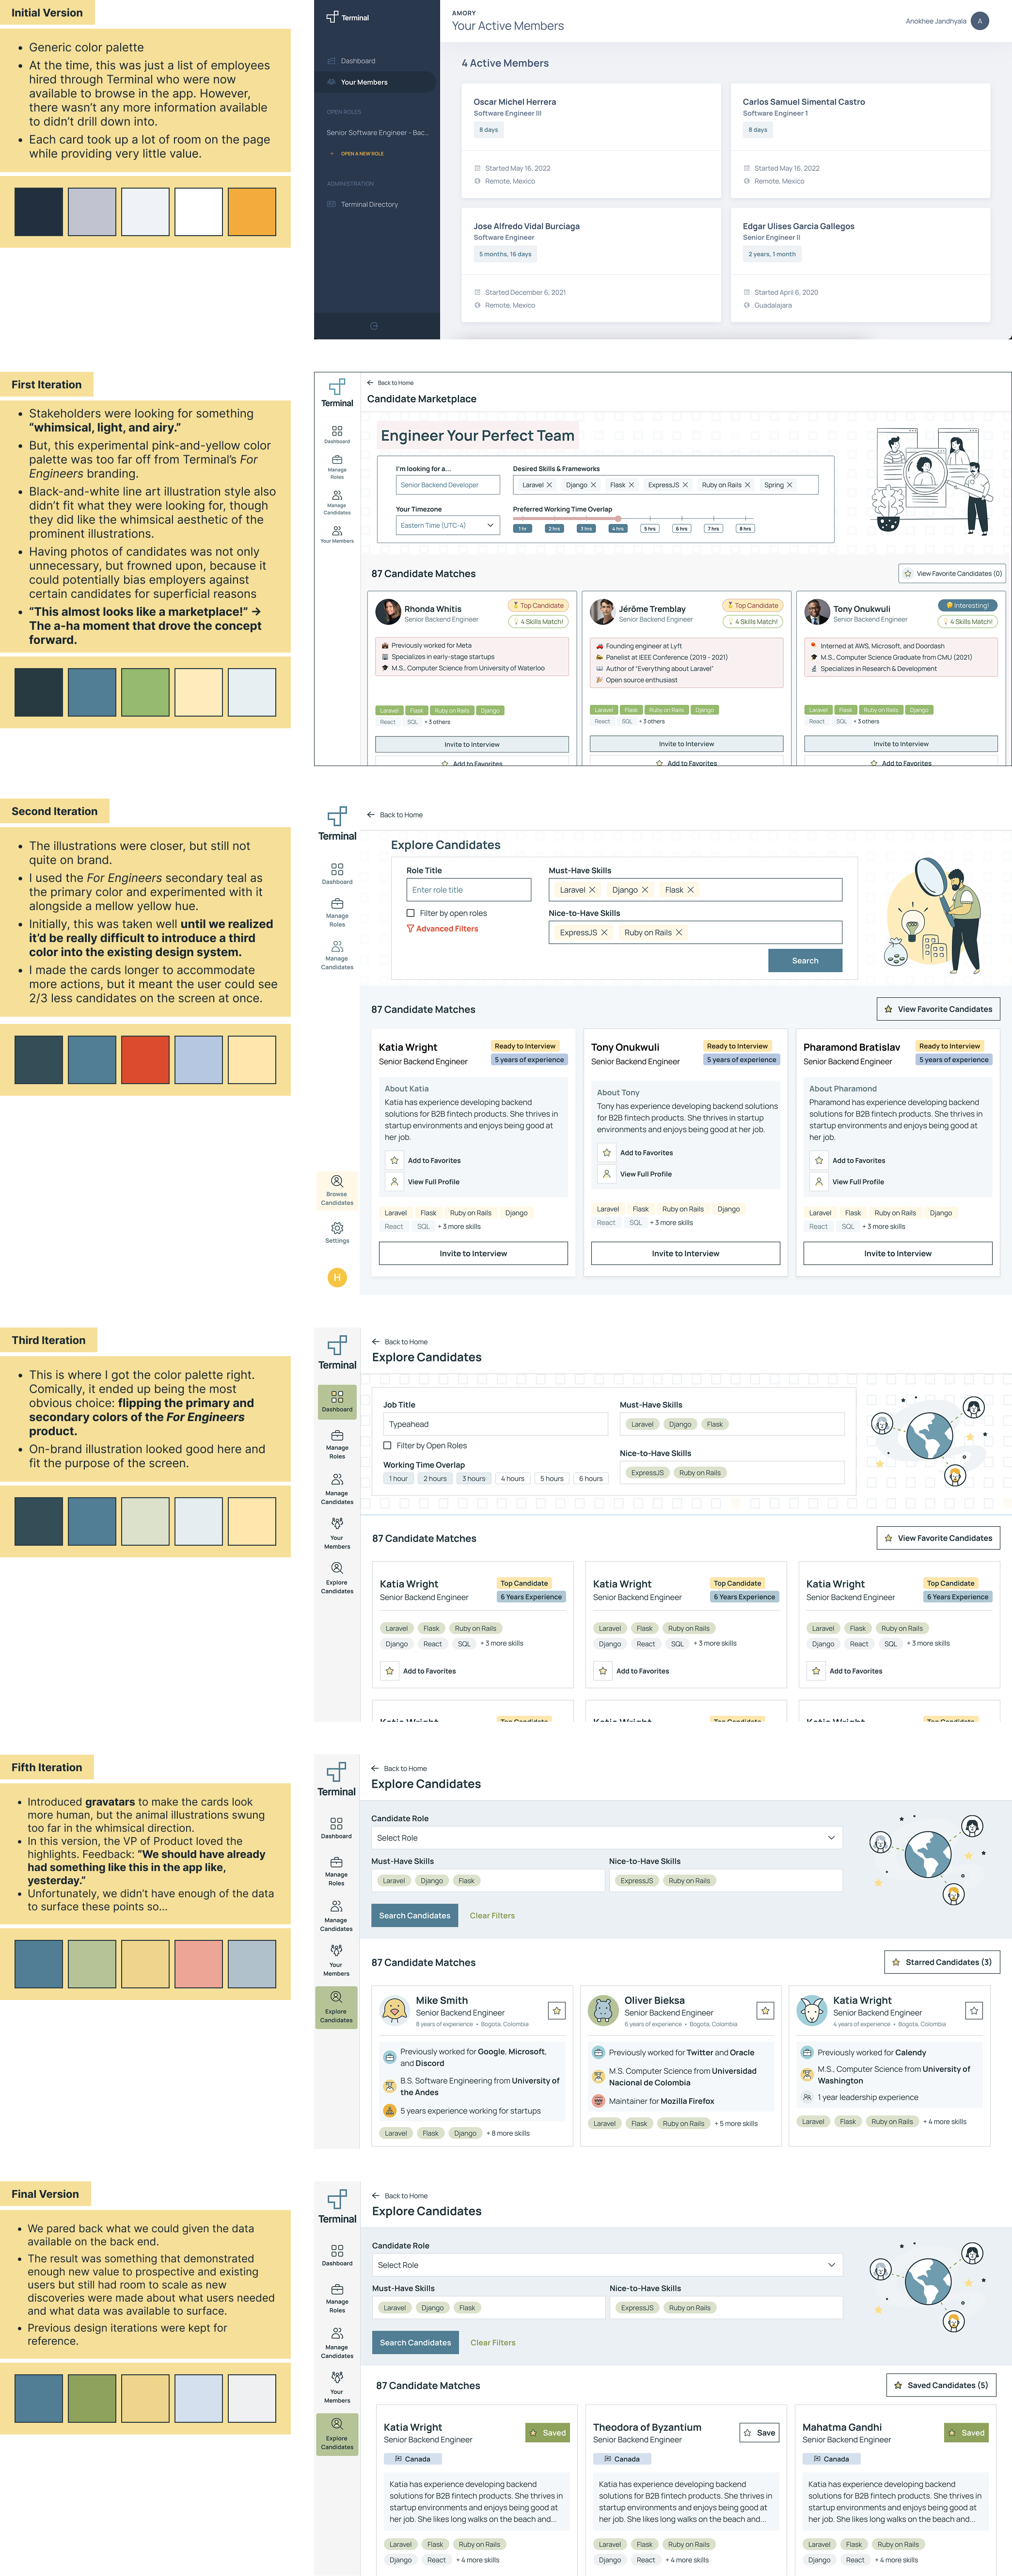 Initial Version
• Generic color palette
• At the time, this was just a list of employees
hired through Terminal who were now
available to browse in the app. However,
there wasn't any more information available
to didn't drill down into.
• Each card took up a lot of room on the page
while providing very little value.
Terminal
Dashboard
Your Members
OPEN ROLES
Senior Software Engineer - Bac...
+ OPEN A NEW ROLE
ADMINISTRATION
Terminal Directory
AMORY
Your Active Members
Anokhee Jandhyala A
4 Active Members
Oscar Michel Herrera
Software Engineer III
8 days
Started May 16, 2022
Remote, Mexico
Carlos Samuel Simental Castro
Software Engineer 1
8 days
Started May 16, 2022
Remote, Mexico
Jose Alfredo Vidal Burciaga
Software Engineer
5 months, 16 days
Started December 6, 2021
Remote, Mexico
Edgar Ulises Garcia Gallegos
Senior Engineer II
2 years, 1 month
Started April 6, 2020
Guadalajara
First Iteration
• Stakeholders were looking for something
"whimsical, light, and airy."
• But, this experimental pink-and-yellow color
palette was too far off from Terminal's For
Engineers branding.
• Black-and-white line art illustration style also
didn't fit what they were looking for, though
they did like the whimsical aesthetic of the
prominent illustrations.
• Having photos of candidates was not only
unnecessary, but frowned upon, because it
could potentially bias employers against
certain candidates for superficial reasons
• "This almost looks like a marketplace!" →
The a-ha moment that drove the concept
forward.
Terminal
Dashboard
Manage
Roles
Manage
Candidates
Your Members
← Back to Home
Candidate Marketplace
Engineer Your Perfect Team
I'm looking for a...
Senior Backend Developer
Desired Skills & Frameworks
Laravel Django Flask ExpressJS Ruby on Rails Spring
Your Timezone
Eastern Time (UTC-4)
Preferred Working Time Overlap
1 hr 2 hrs 3 hrs 4 hrs 5 hrs 6 hrs 7 hrs 8 hrs
87 Candidate Matches
View Favorite Candidates (0)
Rhonda Whitis
Senior Backend Engineer
Top Candidate
4 Skills Match!
Previously worked for Meta
Specializes in early-stage startups
M.S., Computer Science from University of Waterloo
Laravel Flask Ruby on Rails Django
React SQL + 3 others
Invite to Interview
Add to Favorites
Jérôme Tremblay
Senior Backend Engineer
Top Candidate
4 Skills Match!
Founding engineer at Lyft
Panelist at IEEE Conference (2019 - 2021)
Author of "Everything about Laravel"
Open source enthusiast
Laravel Flask Ruby on Rails Django
React SQL + 3 others
Invite to Interview
Add to Favorites
Tony Onukwuli
Senior Backend Engineer
Interesting!
4 Skills Match!
Interned at AWS, Microsoft, and Doordash
M.S., Computer Science Graduate from CMU (2021)
Specializes in Research & Development
Laravel Flask Ruby on Rails Django
React SQL + 3 others
Invite to Interview
Add to Favorites
Second Iteration
• The illustrations were closer, but still not
quite on brand.
• I used the For Engineers secondary teal as
the primary color and experimented with it
alongside a mellow yellow hue.
• Initially, this was taken well until we realized
it'd be really difficult to introduce a third
color into the existing design system.
• I made the cards longer to accommodate
more actions, but it meant the user could see
2/3 less candidates on the screen at once.
Terminal
Dashboard
Manage
Roles
Manage
Candidates
Browse
Candidates
Settings
H
← Back to Home
Explore Candidates
Role Title
Enter role title
Filter by open roles
Advanced Filters
Must-Have Skills
Laravel Django Flask
Nice-to-Have Skills
ExpressJS Ruby on Rails
Search
87 Candidate Matches
View Favorite Candidates
Katia Wright
Senior Backend Engineer
Ready to Interview
5 years of experience
About Katia
Katia has experience developing backend
solutions for B2B fintech products. She thrives in
startup environments and enjoys being good at
her job.
Add to Favorites
View Full Profile
Laravel Flask Ruby on Rails Django
React SQL + 3 more skills
Invite to Interview
Tony Onukwuli
Senior Backend Engineer
Ready to Interview
5 years of experience
About Tony
Tony has experience developing backend solutions
for B2B fintech products. She thrives in startup
environments and enjoys being good at her job.
Add to Favorites
View Full Profile
Laravel Flask Ruby on Rails Django
React SQL + 3 more skills
Invite to Interview
Pharamond Bratislav
Senior Backend Engineer
Ready to Interview
5 years of experience
About Pharamond
Pharamond has experience developing backend
solutions for B2B fintech products. She thrives in
startup environments and enjoys being good at
her job.
Add to Favorites
View Full Profile
Laravel Flask Ruby on Rails Django
React SQL + 3 more skills
Invite to Interview
Third Iteration
• This is where I got the color palette right.
Comically, it ended up being the most
obvious choice: flipping the primary and
secondary colors of the For Engineers
product.
• On-brand illustration looked good here and
fit the purpose of the screen.
Terminal
Dashboard
Manage
Roles
Manage
Candidates
Your
Members
Explore
Candidates
← Back to Home
Explore Candidates
Job Title
Typeahead
Filter by Open Roles
Working Time Overlap
1 hour 2 hours 3 hours 4 hours 5 hours 6 hours
Must-Have Skills
Laravel Django Flask
Nice-to-Have Skills
ExpressJS Ruby on Rails
87 Candidate Matches
View Favorite Candidates
Katia Wright
Senior Backend Engineer
Top Candidate
6 Years Experience
Laravel Flask Ruby on Rails
Django React SQL + 3 more skills
Add to Favorites
Katia Wright
Senior Backend Engineer
Top Candidate
6 Years Experience
Laravel Flask Ruby on Rails
Django React SQL + 3 more skills
Add to Favorites
Katia Wright
Senior Backend Engineer
Top Candidate
6 Years Experience
Laravel Flask Ruby on Rails
Django React SQL + 3 more skills
Add to Favorites
Katia Wright Top Candidate
Katia Wright Top Candidate
Katia Wright Top Candidate
Fifth Iteration
• Introduced gravatars to make the cards look
more human, but the animal illustrations swung
too far in the whimsical direction.
• In this version, the VP of Product loved the
highlights. Feedback: "We should have already
had something like this in the app like,
yesterday."
• Unfortunately, we didn't have enough of the data
to surface these points so...
Terminal
Dashboard
Manage
Roles
Manage
Candidates
Your
Members
Explore
Candidates
← Back to Home
Explore Candidates
Candidate Role
Select Role
Must-Have Skills
Laravel Django Flask
Nice-to-Have Skills
ExpressJS Ruby on Rails
Search Candidates Clear Filters
87 Candidate Matches
Starred Candidates (3)
Mike Smith
Senior Backend Engineer
8 years of experience • Bogota, Colombia
Previously worked for Google, Microsoft,
and Discord
B.S. Software Engineering from University of
the Andes
5 years experience working for startups
Laravel Flask Django + 8 more skills
Oliver Bieksa
Senior Backend Engineer
6 years of experience • Bogota, Colombia
Previously worked for Twitter and Oracle
M.S. Computer Science from Universidad
Nacional de Colombia
Maintainer for Mozilla Firefox
Laravel Flask Ruby on Rails + 5 more skills
Katia Wright
Senior Backend Engineer
4 years of experience • Bogota, Colombia
Previously worked for Calendy
M.S., Computer Science from University of
Washington
1 year leadership experience
Laravel Flask Ruby on Rails + 4 more skills
Final Version
• We pared back what we could given the data
available on the back end.
• The result was something that demonstrated
enough new value to prospective and existing
users but still had room to scale as new
discoveries were made about what users needed
and what data was available to surface.
• Previous design iterations were kept for
reference.
Terminal
Dashboard
Manage
Roles
Manage
Candidates
Your
Members
Explore
Candidates
← Back to Home
Explore Candidates
Candidate Role
Select Role
Must-Have Skills
Laravel Django Flask
Nice-to-Have Skills
ExpressJS Ruby on Rails
Search Candidates Clear Filters
87 Candidate Matches
Saved Candidates (5)
Katia Wright
Senior Backend Engineer
Saved
Canada
Katia has experience developing backend
solutions for B2B fintech products. She thrives in
startup environments and enjoys being good at
her job. She likes long walks on the beach and...
Laravel Flask Ruby on Rails
Django React + 4 more skills
Theodora of Byzantium
Senior Backend Engineer
Save
Canada
Katia has experience developing backend
solutions for B2B fintech products. She thrives in
startup environments and enjoys being good at
her job. She likes long walks on the beach and...
Laravel Flask Ruby on Rails
Django React + 4 more skills
Mahatma Gandhi
Senior Backend Engineer
Saved
Canada
Katia has experience developing backend
solutions for B2B fintech products. She thrives in
startup environments and enjoys being good at
her job. She likes long walks on the beach and...
Laravel Flask Ruby on Rails
Django React + 4 more skills